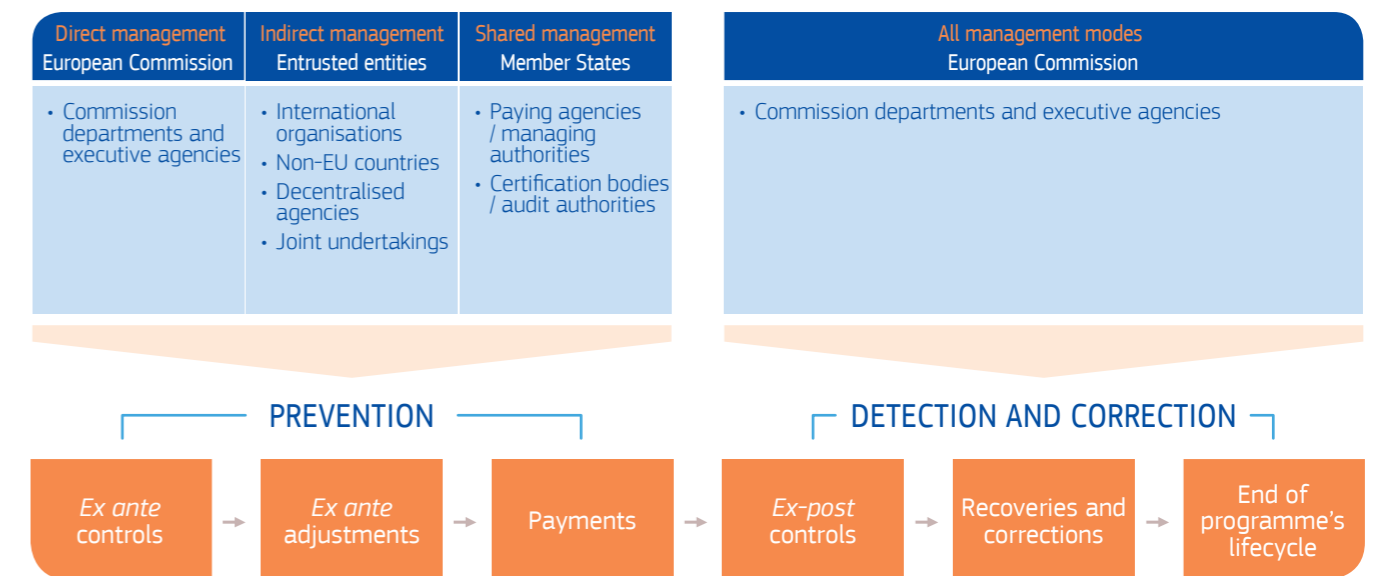 Direct management
European Commission
Indirect management
Entrusted entities
Shared management
Member States
All management modes
European Commission
• Commission
departments and
executive agencies
• International
organisations
• Non-EU countries
• Decentralised
agencies
• Joint undertakings
• Paying agencies
/ managing
authorities
• Certification bodies
/ audit authorities
• Commission departments and executive agencies
PREVENTION
DETECTION AND CORRECTION
Ex ante
controls
Ex ante
adjustments
Payments
Ex-post
controls
Recoveries and
corrections
End of
programme’s
lifecycle